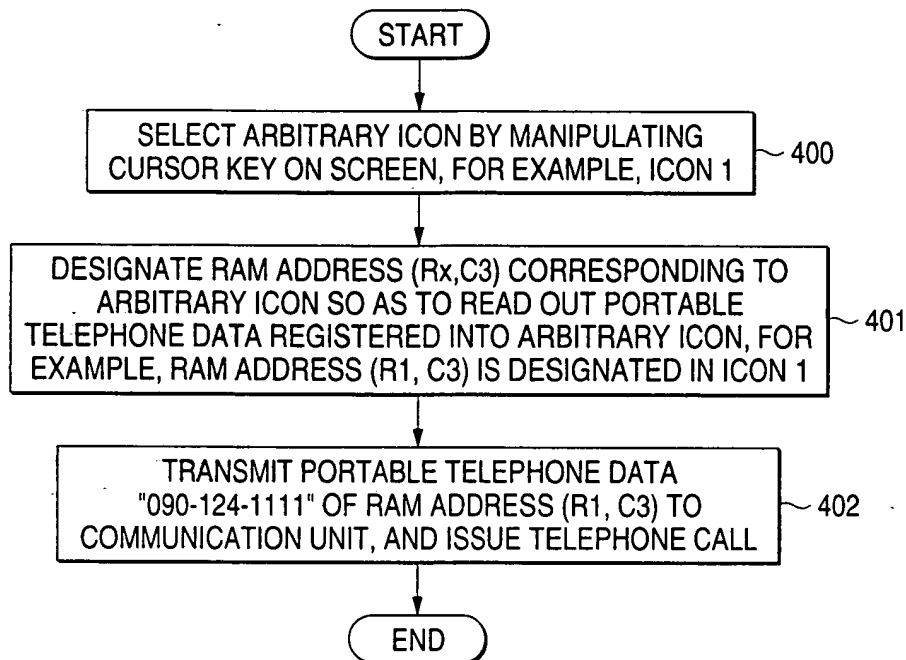 START
SELECT ARBITRARY ICON BY MANIPULATING
CURSOR KEY ON SCREEN, FOR EXAMPLE, ICON 1
400
DESIGNATE RAM ADDRESS (Rx,C3) CORRESPONDING TO
ARBITRARY ICON SO AS TO READ OUT PORTABLE
TELEPHONE DATA REGISTERED INTO ARBITRARY ICON, FOR
EXAMPLE, RAM ADDRESS (R1, C3) IS DESIGNATED IN ICON 1
401
TRANSMIT PORTABLE TELEPHONE DATA
"090-124-1111" OF RAM ADDRESS (R1, C3) TO
COMMUNICATION UNIT, AND ISSUE TELEPHONE CALL
402
END